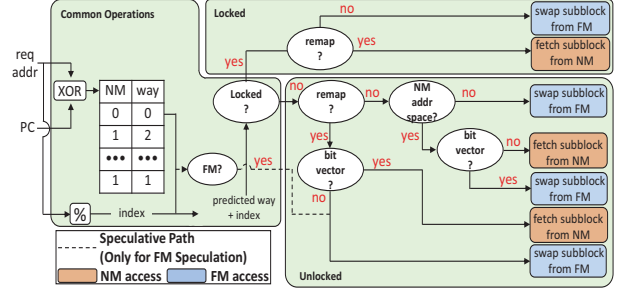 Common Operations
Locked
req
addr
XOR
PC
NM way
0 0
1 2
••• •••
1 1
%
index
FM?
yes
predicted way
+ index
Locked
?
yes
no
remap
?
no
yes
swap subblock
from FM
fetch subblock
from NM
remap
?
no
yes
NM
addr
space?
no
yes
swap subblock
from FM
bit
vector
?
no
yes
fetch subblock
from NM
swap subblock
from FM
bit
vector
?
yes
no
fetch subblock
from NM
swap subblock
from FM
Unlocked
Speculative Path
(Only for FM Speculation)
NM access
FM access